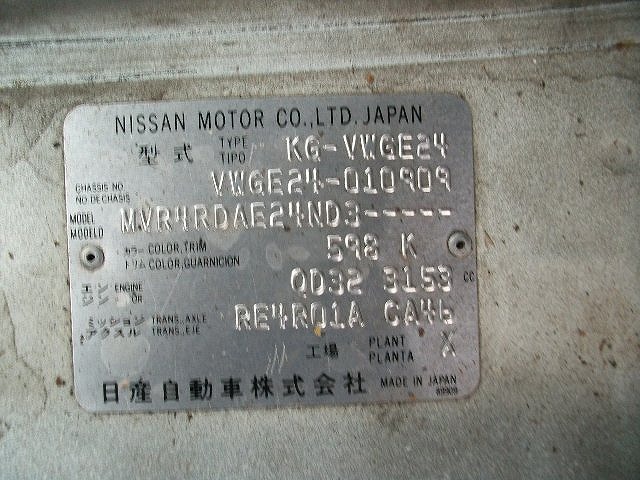 NISSAN MOTOR CO.,LTD.JAPAN
型式 TYPE TIPO KG-VWGE24
CHASSIS NO NO DE CHASIS VWGE24-010909
MODEL MODELO MVR4RDAE24ND3-----
カラー COLOR,TRIM トリム COLOR,GUARNICION 598 K
エンジン ENGINE QD32 3153 CC
ミッション アクスル TRANS.,AXLE TRANS.,EJE RE4R01A CA46
工場 PLANT PLANTA X
日産自動車株式会社 MADE IN JAPAN